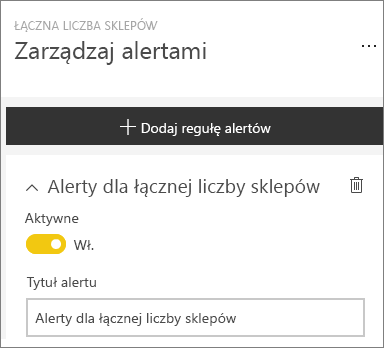 ŁĄCZNA LICZBA SKLEPÓW
Zarządzaj alertami
Dodaj regułę alertów
Alerty dla łącznej liczby sklepów
Aktywne
Wł.
Tytuł alertu
Alerty dla łącznej liczby sklepów